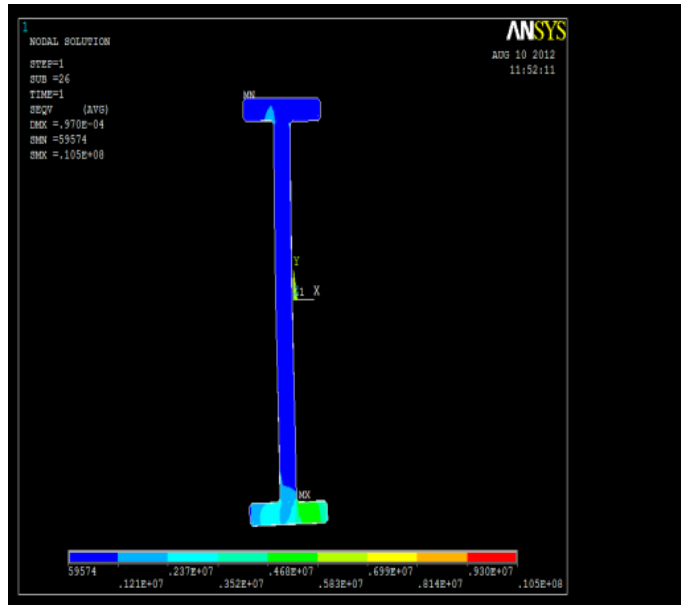 1
NODAL SOLUTION
STEP=1
SUB =26
TIME=1
SEQV (AVG)
DMX =.970E-04
SMN =59574
SMX =.105E+08
ANSYS
AUG 10 2012
11:52:11
MN
Y
X
MX
59574 .237E+07 .468E+07 .699E+07 .930E+07
.121E+07 .352E+07 .583E+07 .814E+07 .105E+08